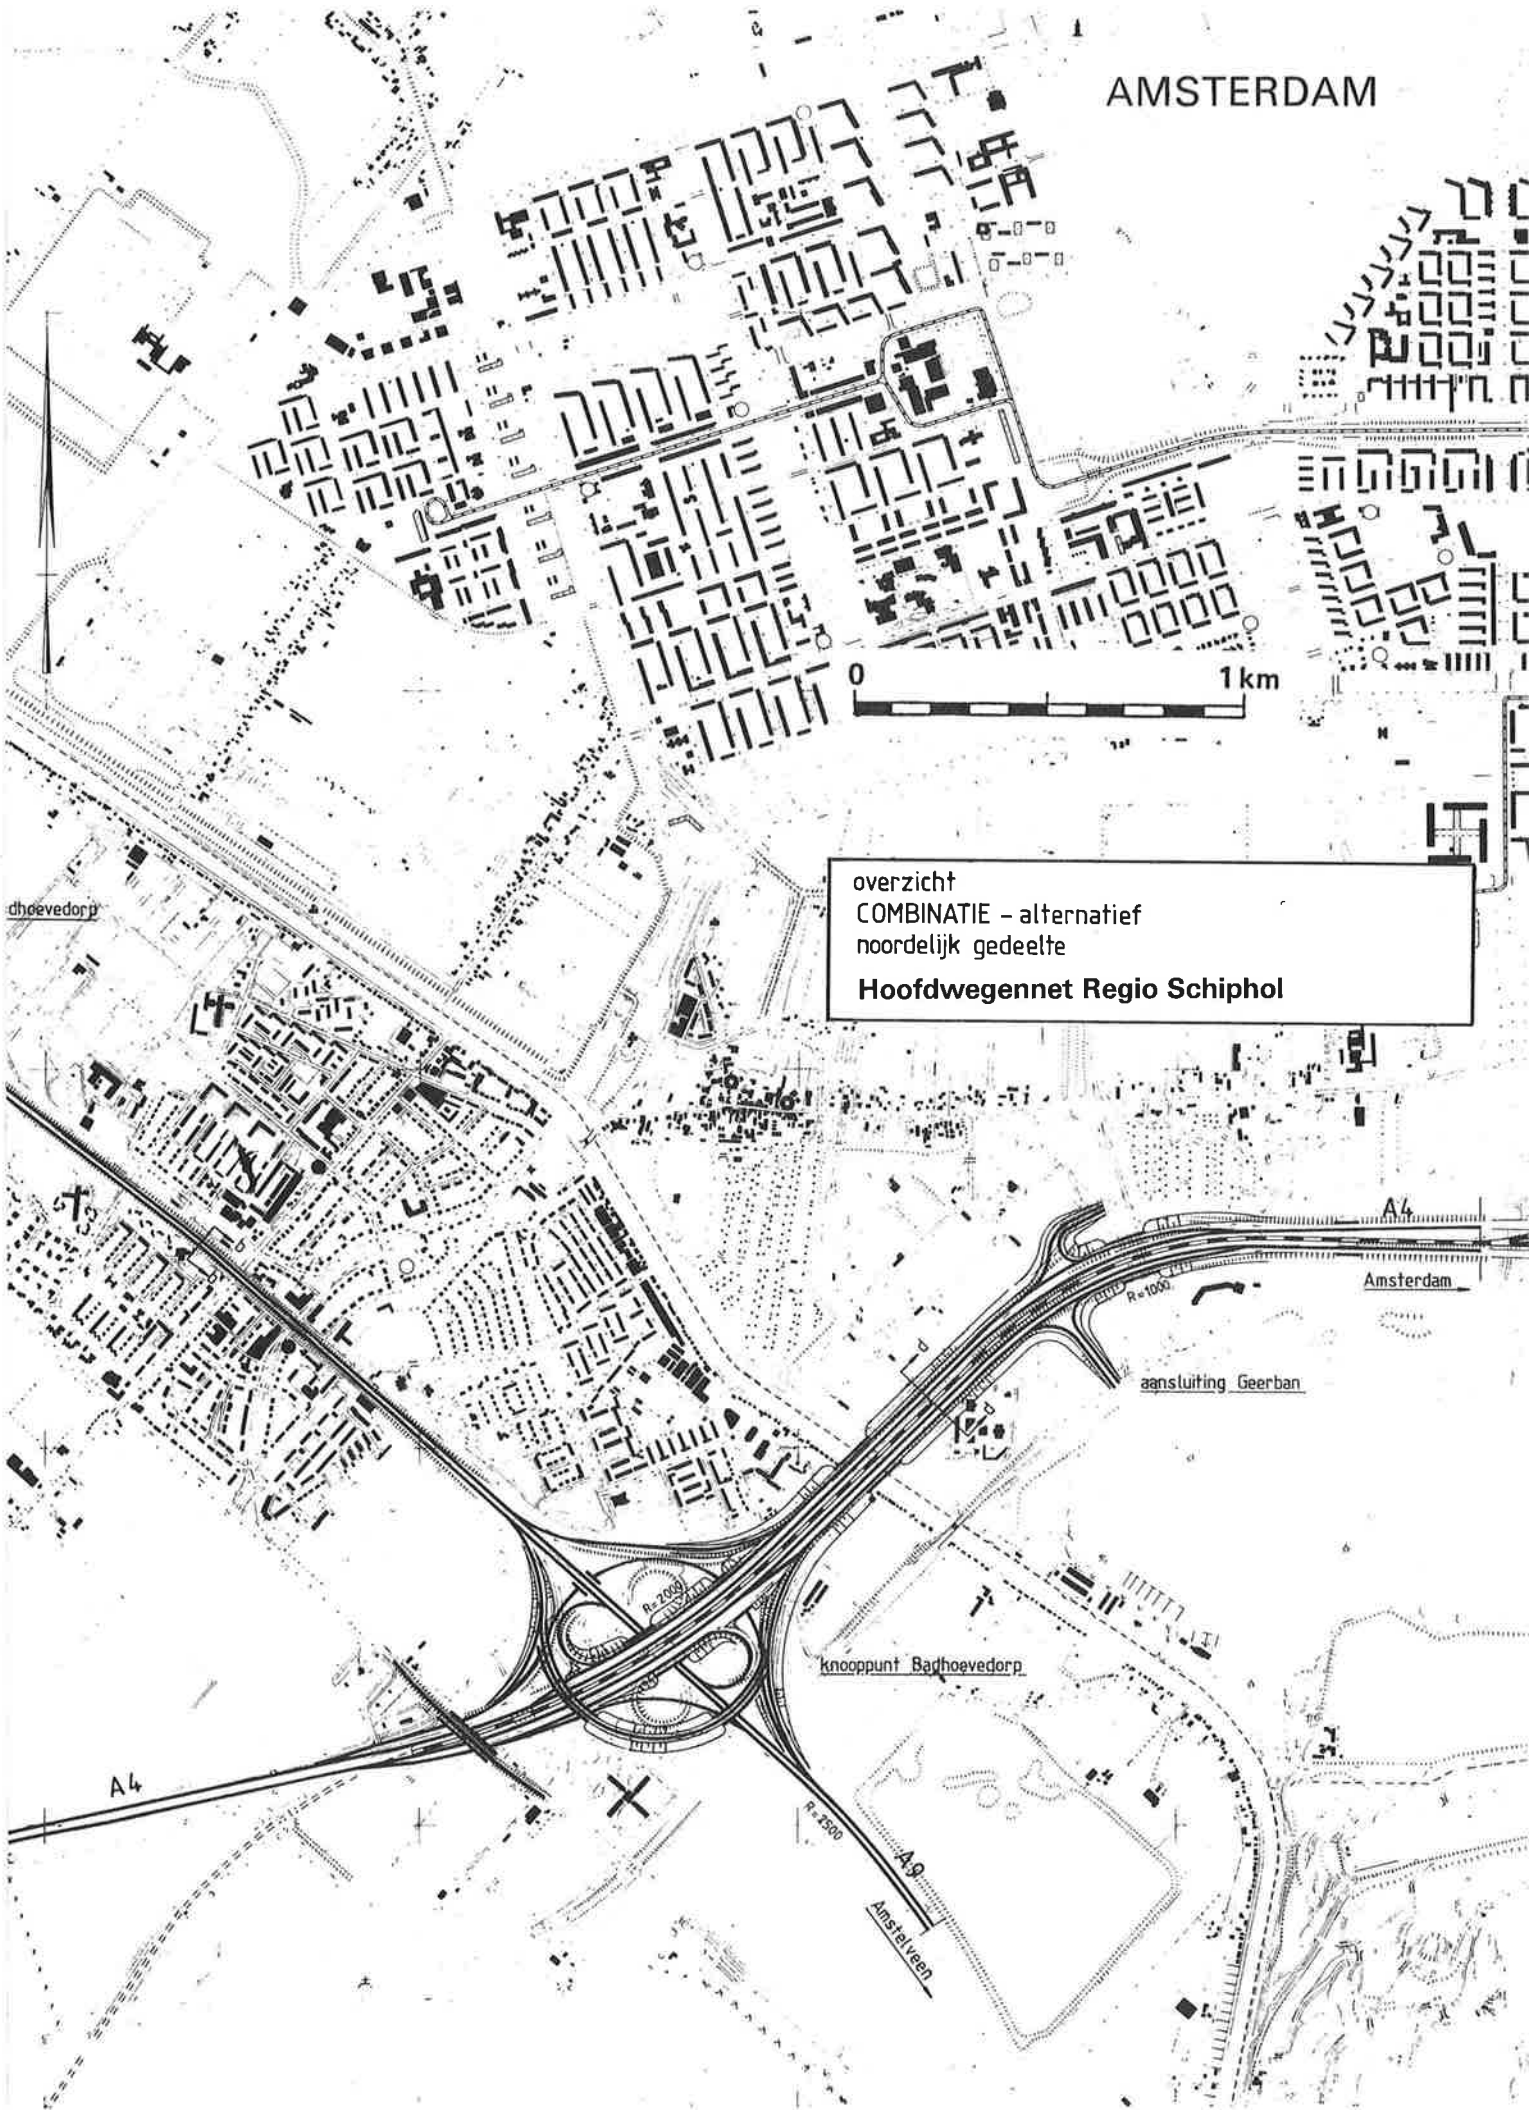 AMSTERDAM
0 1 km
dhoevedorp
overzicht
COMBINATIE - alternatief
noordelijk gedeelte
Hoofdwegennet Regio Schiphol
A4
Amsterdam
R=1000
d
d
aansluiting Geerban
b
b
R=2000
knooppunt Badhoevedorp
A4
R=2500
A9
Amstelveen